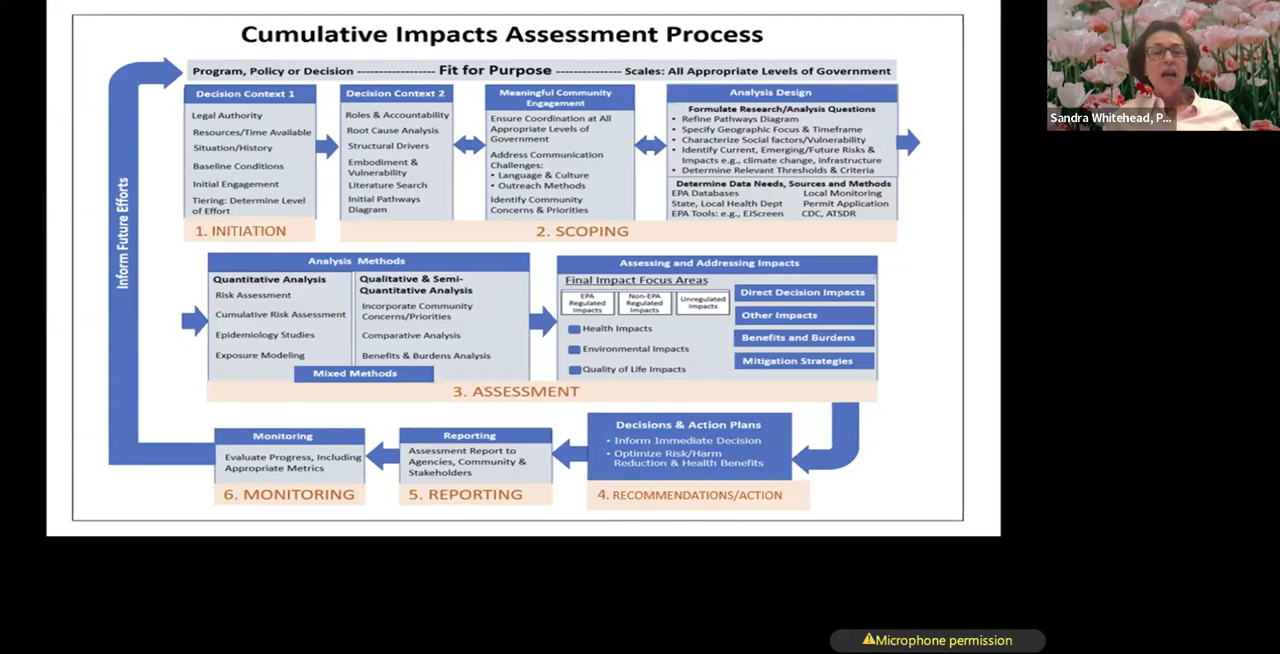 Cumulative Impacts Assessment Process
Program, Policy or Decision ----------------- Fit for Purpose -------------- Scales: All Appropriate Levels of Government
Decision Context 1
Legal Authority
Resources/Time Available
Situation/History
Baseline Conditions
Initial Engagement
Tiering: Determine Level
of Effort
1. INITIATION
Decision Context 2
Roles & Accountability
Root Cause Analysis
Structural Drivers
Embodiment &
Vulnerability
Literature Search
Initial Pathways
Diagram
Meaningful Community
Engagement
Ensure Coordination at All
Appropriate Levels of
Government
Address Communication
Challenges:
• Language & Culture
• Outreach Methods
Identify Community
Concerns & Priorities
Analysis Design
Formulate Research/Analysis Questions
• Refine Pathways Diagram
• Specify Geographic Focus & Timeframe
• Characterize Social factors/Vulnerability
• Identify Current, Emerging/Future Risks &
Impacts e.g., climate change, infrastructure
• Determine Relevant Thresholds & Criteria
Determine Data Needs, Sources and Methods
EPA Databases Local Monitoring
State, Local Health Dept Permit Application
EPA Tools: e.g., EJScreen CDC, ATSDR
2. SCOPING
Analysis Methods
Quantitative Analysis
Risk Assessment
Cumulative Risk Assessment
Epidemiology Studies
Exposure Modeling
Qualitative & Semi-
Quantitative Analysis
Incorporate Community
Concerns/Priorities
Comparative Analysis
Benefits & Burdens Analysis
Mixed Methods
Assessing and Addressing Impacts
Final Impact Focus Areas
EPA
Regulated
Impacts
Non-EPA
Regulated
Impacts
Unregulated
Impacts
Health Impacts
Environmental Impacts
Quality of Life Impacts
Direct Decision Impacts
Other Impacts
Benefits and Burdens
Mitigation Strategies
3. ASSESSMENT
Decisions & Action Plans
• Inform Immediate Decision
• Optimize Risk/Harm
Reduction & Health Benefits
4. RECOMMENDATIONS/ACTION
Reporting
Assessment Report to
Agencies, Community &
Stakeholders
5. REPORTING
Monitoring
Evaluate Progress, Including
Appropriate Metrics
6. MONITORING
Inform Future Efforts
Sandra Whitehead, P...
Microphone permission